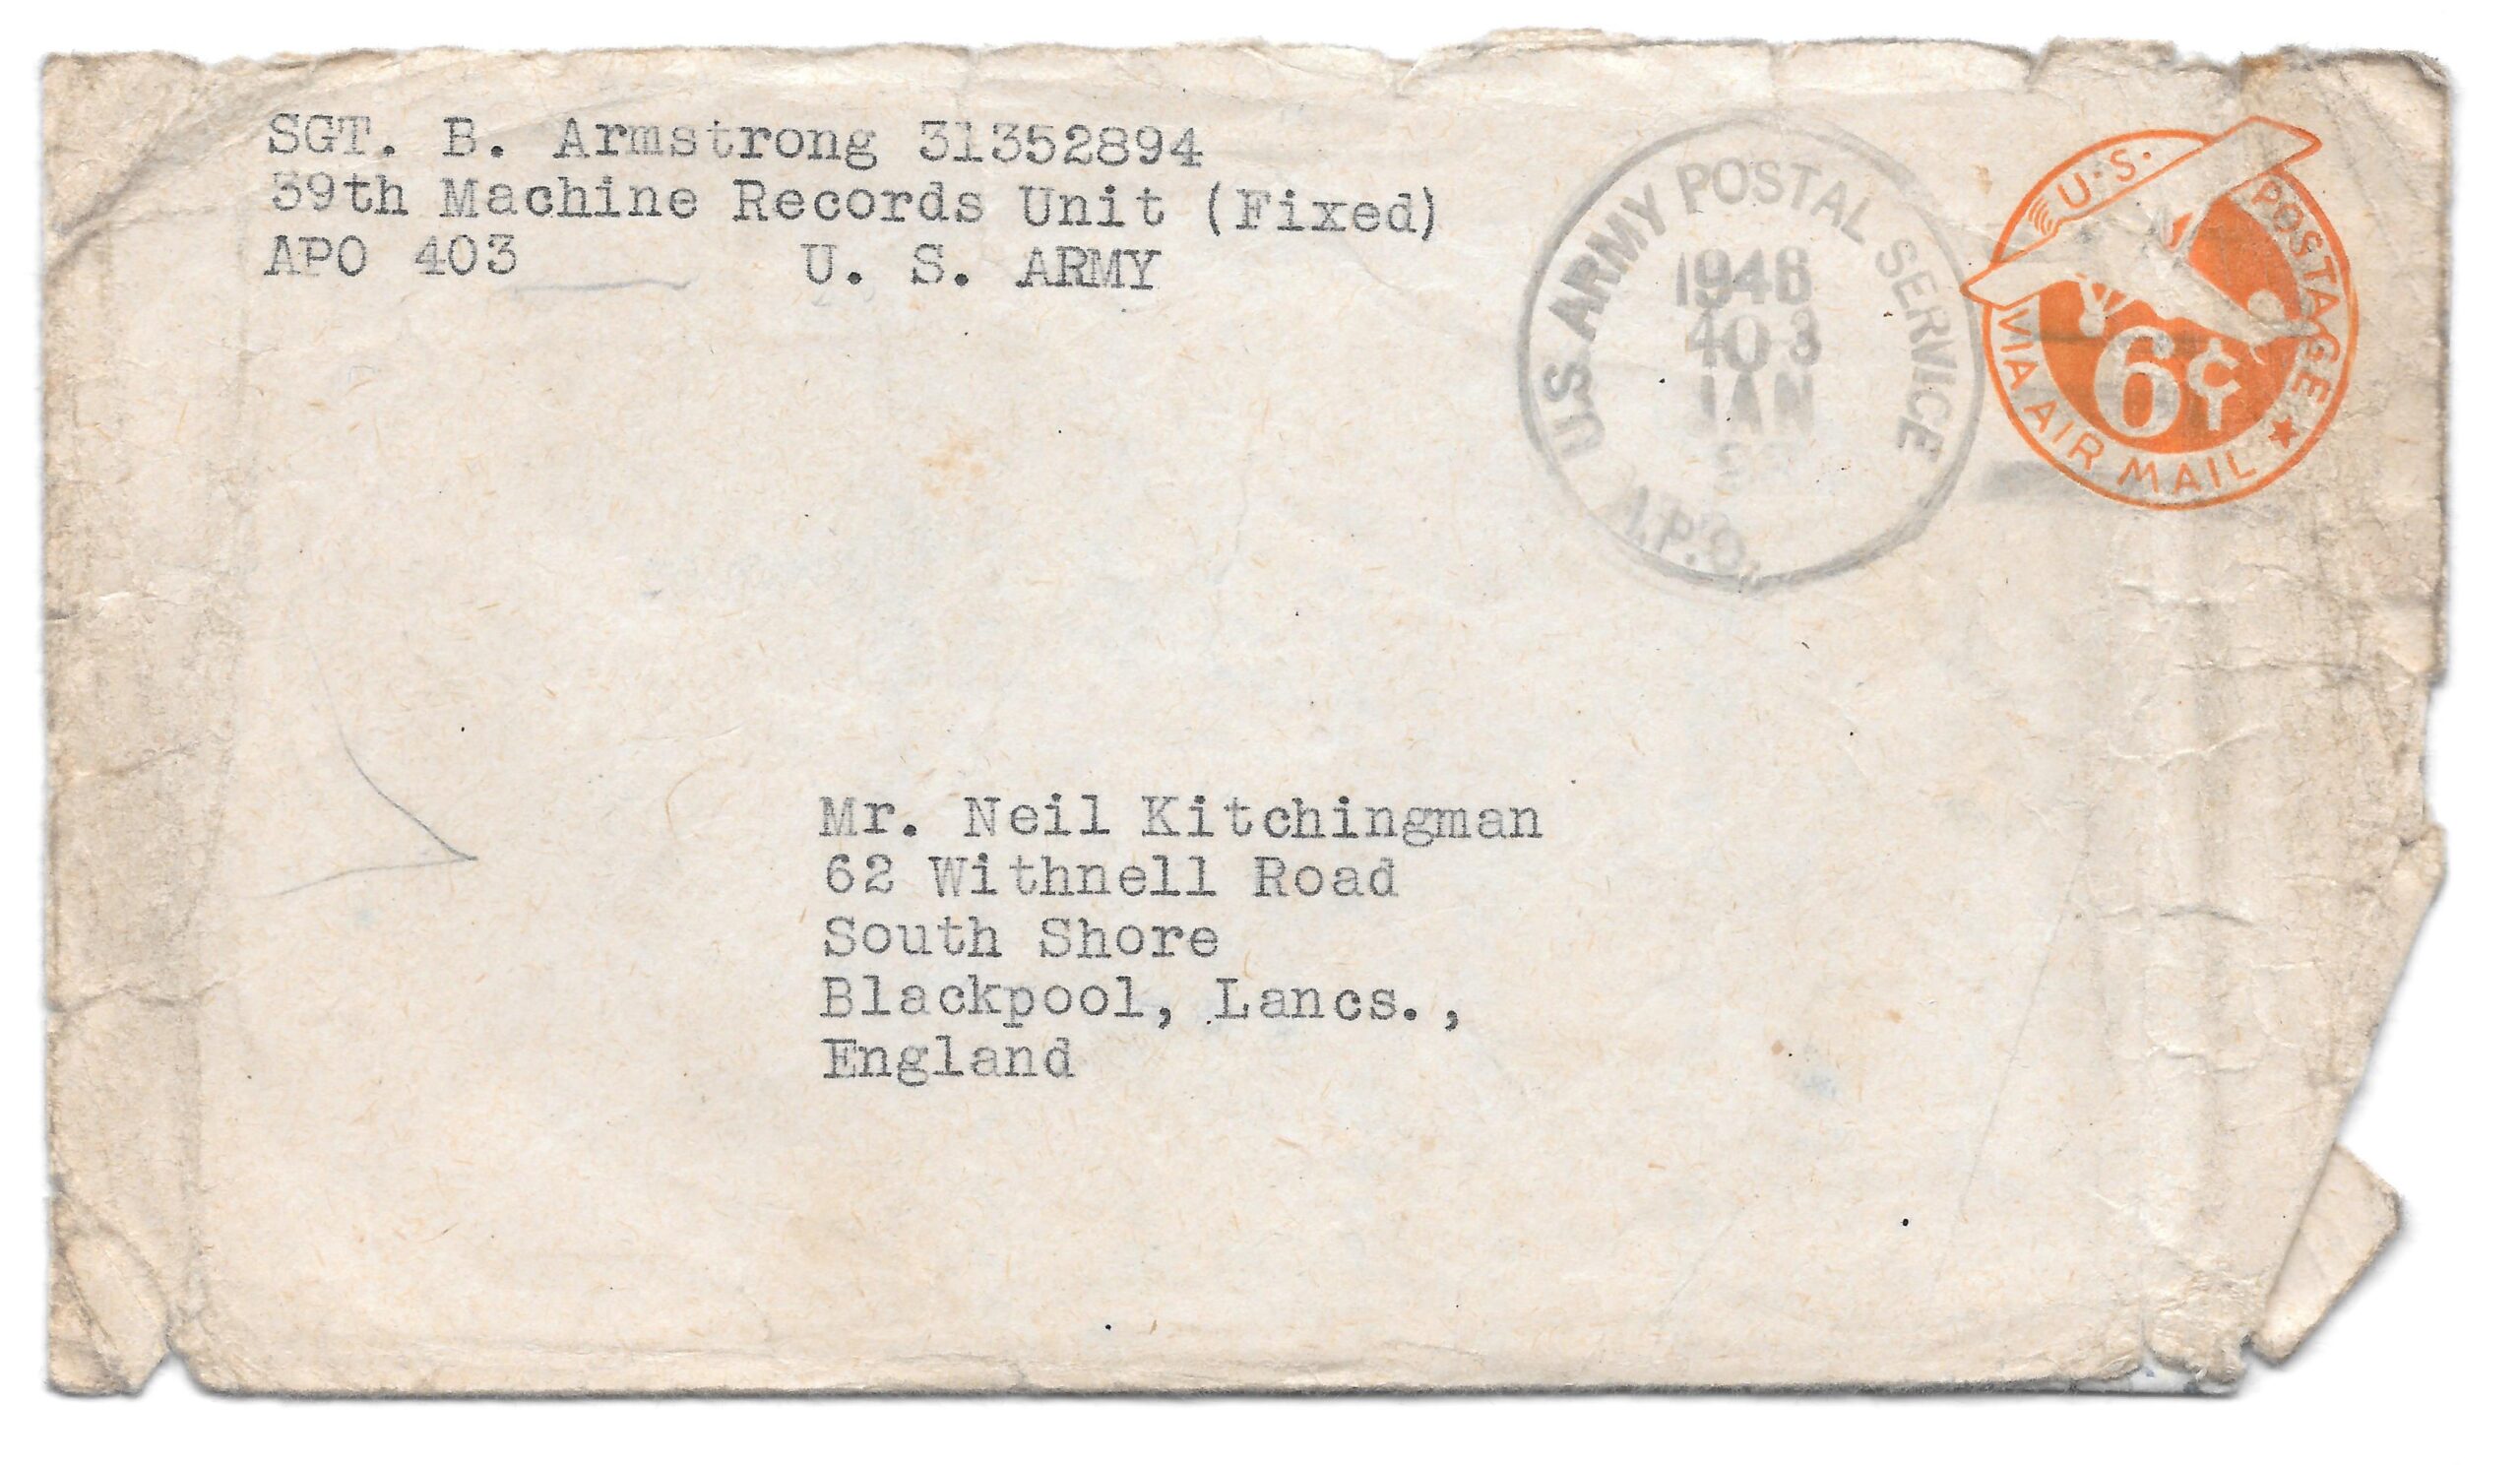 SGT. B. Armstrong 31352894
39th Machine Records Unit (Fixed)
APO 403 U. S. ARMY
U.S. ARMY POSTAL SERVICE
1946
403
JAN
9
A.P.O.
U.S. POSTAGE
6¢
VIA AIR MAIL
Mr. Neil Kitchingman
62 Withnell Road
South Shore
Blackpool, Lancs.,
England